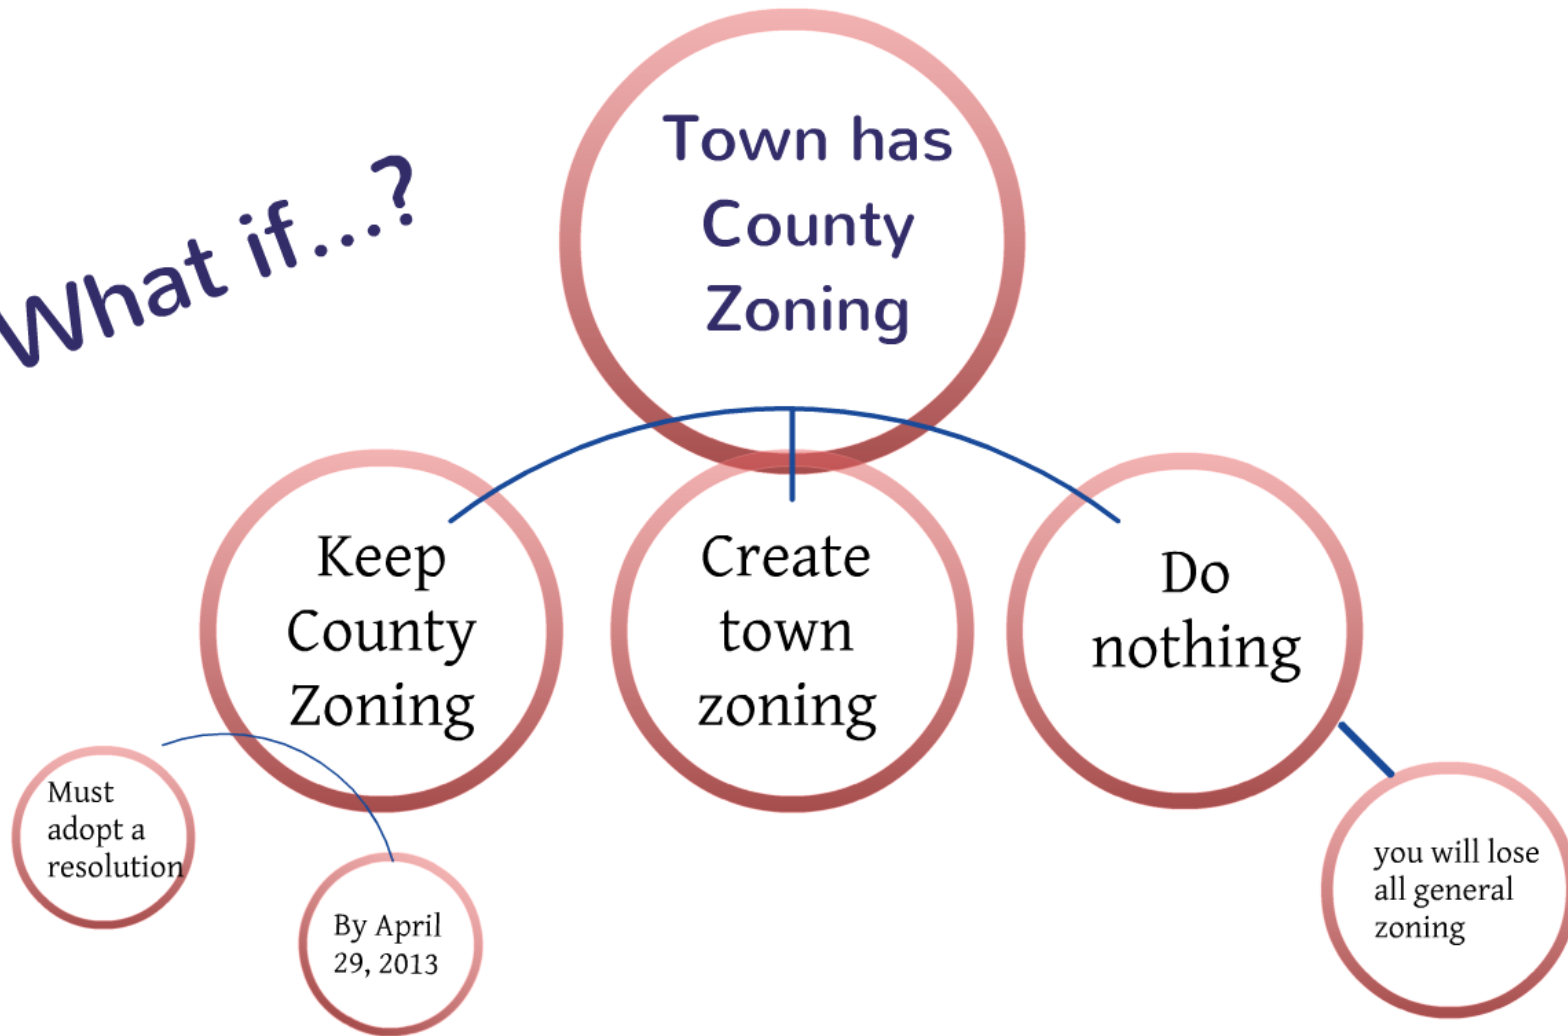 What if...?
Town has
County
Zoning
Keep
County
Zoning
Create
town
zoning
Do
nothing
Must
adopt a
resolution
By April
29, 2013
you will lose
all general
zoning